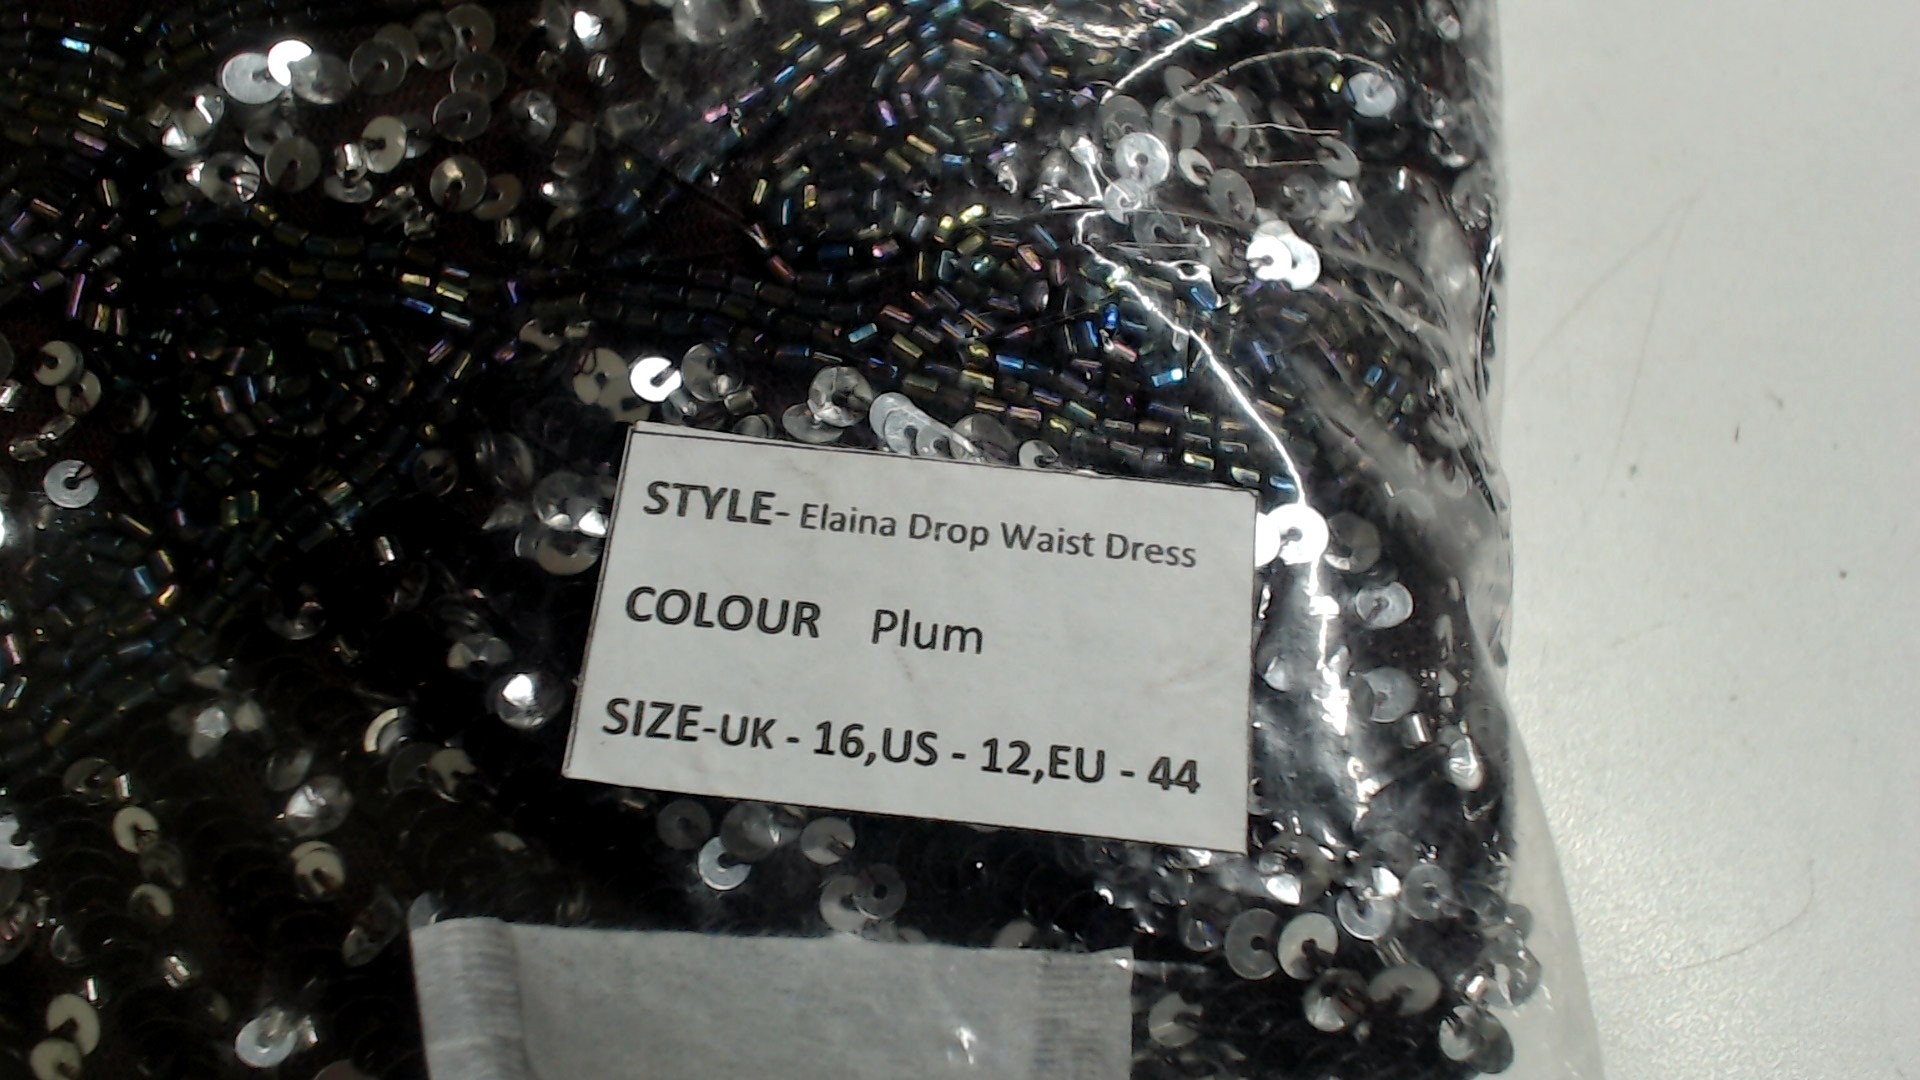 STYLE- Elaina Drop Waist Dress
COLOUR Plum
SIZE-UK - 16,US - 12,EU - 44